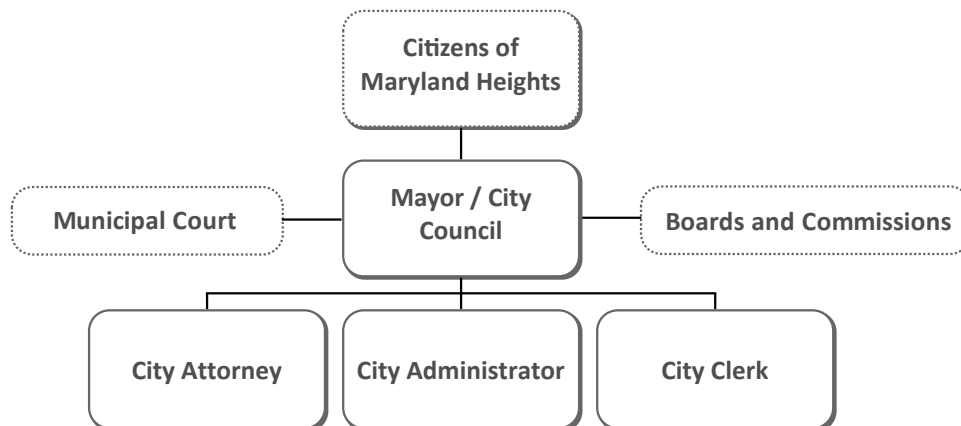 Citizens of
Maryland Heights
Mayor / City
Council
Municipal Court
Boards and Commissions
City Attorney
City Administrator
City Clerk